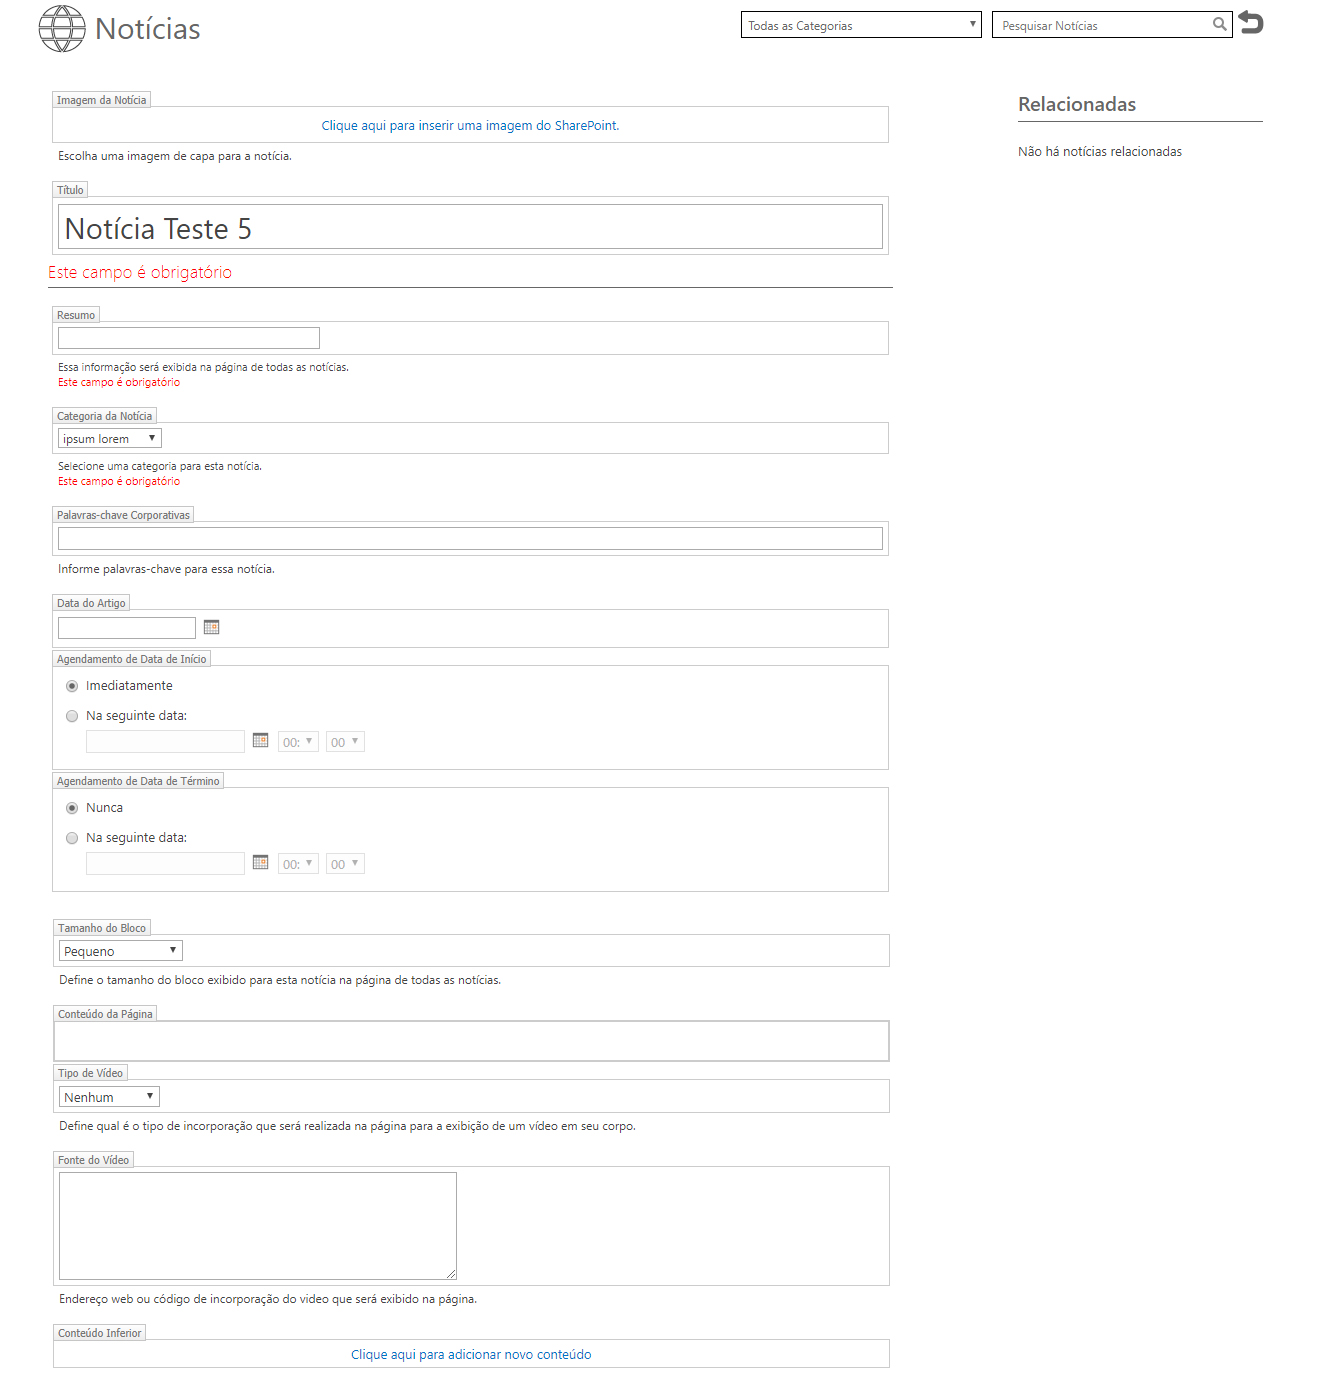 Notícias
Todas as Categorias
Pesquisar Notícias
Imagem da Notícia
Clique aqui para inserir uma imagem do SharePoint.
Escolha uma imagem de capa para a notícia.
Relacionadas
Não há notícias relacionadas
Título
Notícia Teste 5
Este campo é obrigatório
Resumo
Essa informação será exibida na página de todas as notícias.
Este campo é obrigatório
Categoria da Notícia
ipsum lorem
Selecione uma categoria para esta notícia.
Este campo é obrigatório
Palavras-chave Corporativas
Informe palavras-chave para essa notícia.
Data do Artigo
Agendamento de Data de Início
Imediatamente
Na seguinte data:
00: 00
Agendamento de Data de Término
Nunca
Na seguinte data:
00: 00
Tamanho do Bloco
Pequeno
Define o tamanho do bloco exibido para esta notícia na página de todas as notícias.
Conteúdo da Página
Tipo de Vídeo
Nenhum
Define qual é o tipo de incorporação que será realizada na página para a exibição de um vídeo em seu corpo.
Fonte do Vídeo
Endereço web ou código de incorporação do video que será exibido na página.
Conteúdo Inferior
Clique aqui para adicionar novo conteúdo